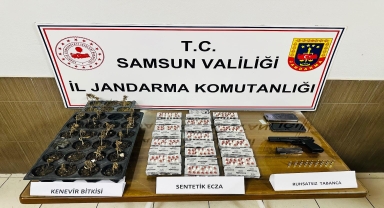 T.C.
SAMSUN VALİLİĞİ
İL JANDARMA KOMUTANLIĞI
KENEVİR BİTKİSİ
SENTETİK ECZA
RUHSATSIZ TABANCA